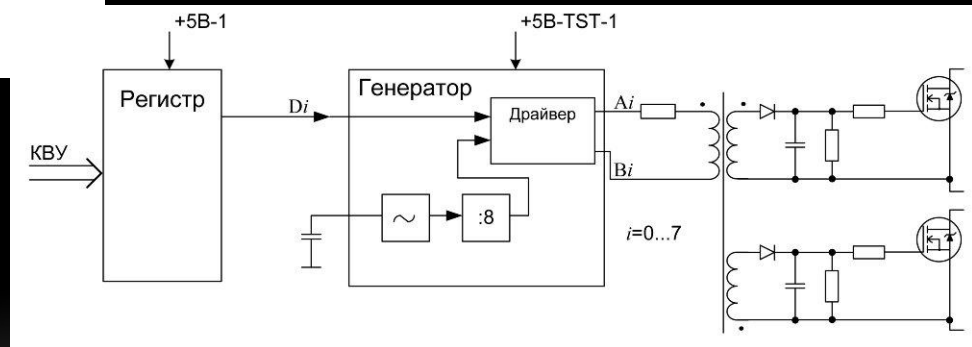 +5В-1
+5В-TST-1
Регистр
Генератор
Di
Драйвер
Ai
КВУ
Bi
:8
i=0...7